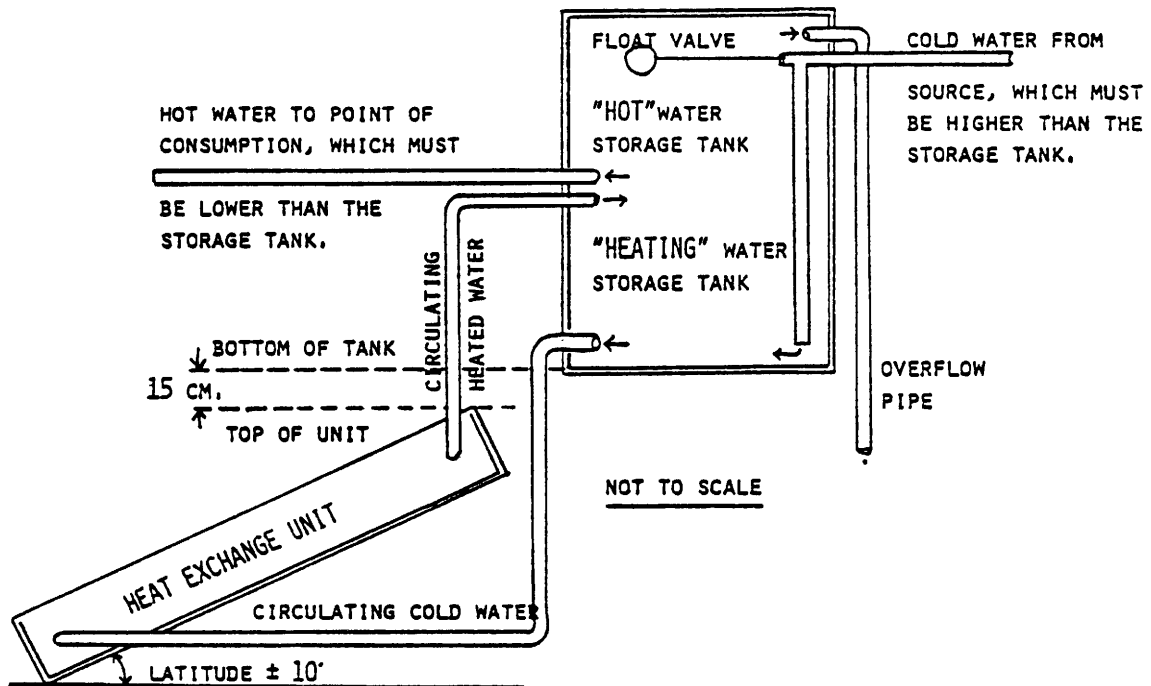 FLOAT VALVE
COLD WATER FROM
SOURCE, WHICH MUST
BE HIGHER THAN THE
STORAGE TANK.
HOT WATER TO POINT OF
CONSUMPTION, WHICH MUST
BE LOWER THAN THE
STORAGE TANK.
"HOT" WATER
STORAGE TANK
"HEATING" WATER
STORAGE TANK
CIRCULATING
HEATED WATER
BOTTOM OF TANK
15 CM.
TOP OF UNIT
OVERFLOW
PIPE
NOT TO SCALE
HEAT EXCHANGE UNIT
CIRCULATING COLD WATER
LATITUDE ± 10°